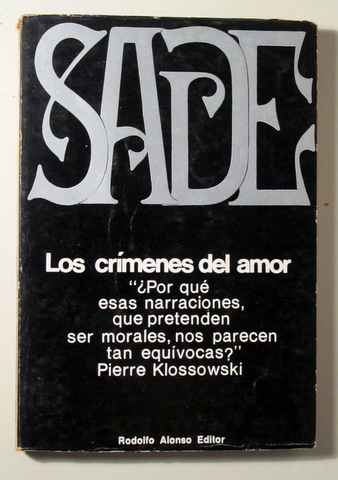 SADE
Los crímenes del amor
"¿Por qué
esas narraciones,
que pretenden
ser morales, nos parecen
tan equívocas?"
Pierre Klossowski
Rodolfo Alonso Editor